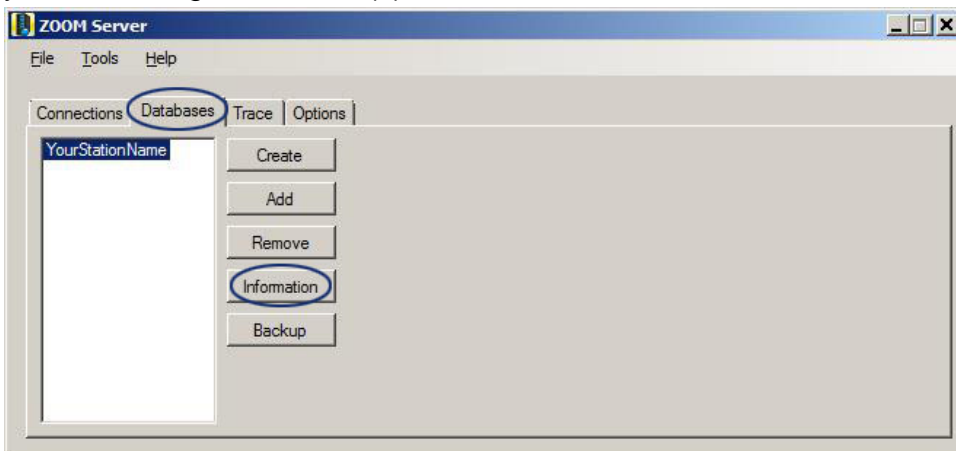 ZOOM Server
File Tools Help
Connections Databases Trace Options
YourStationName
Create
Add
Remove
Information
Backup